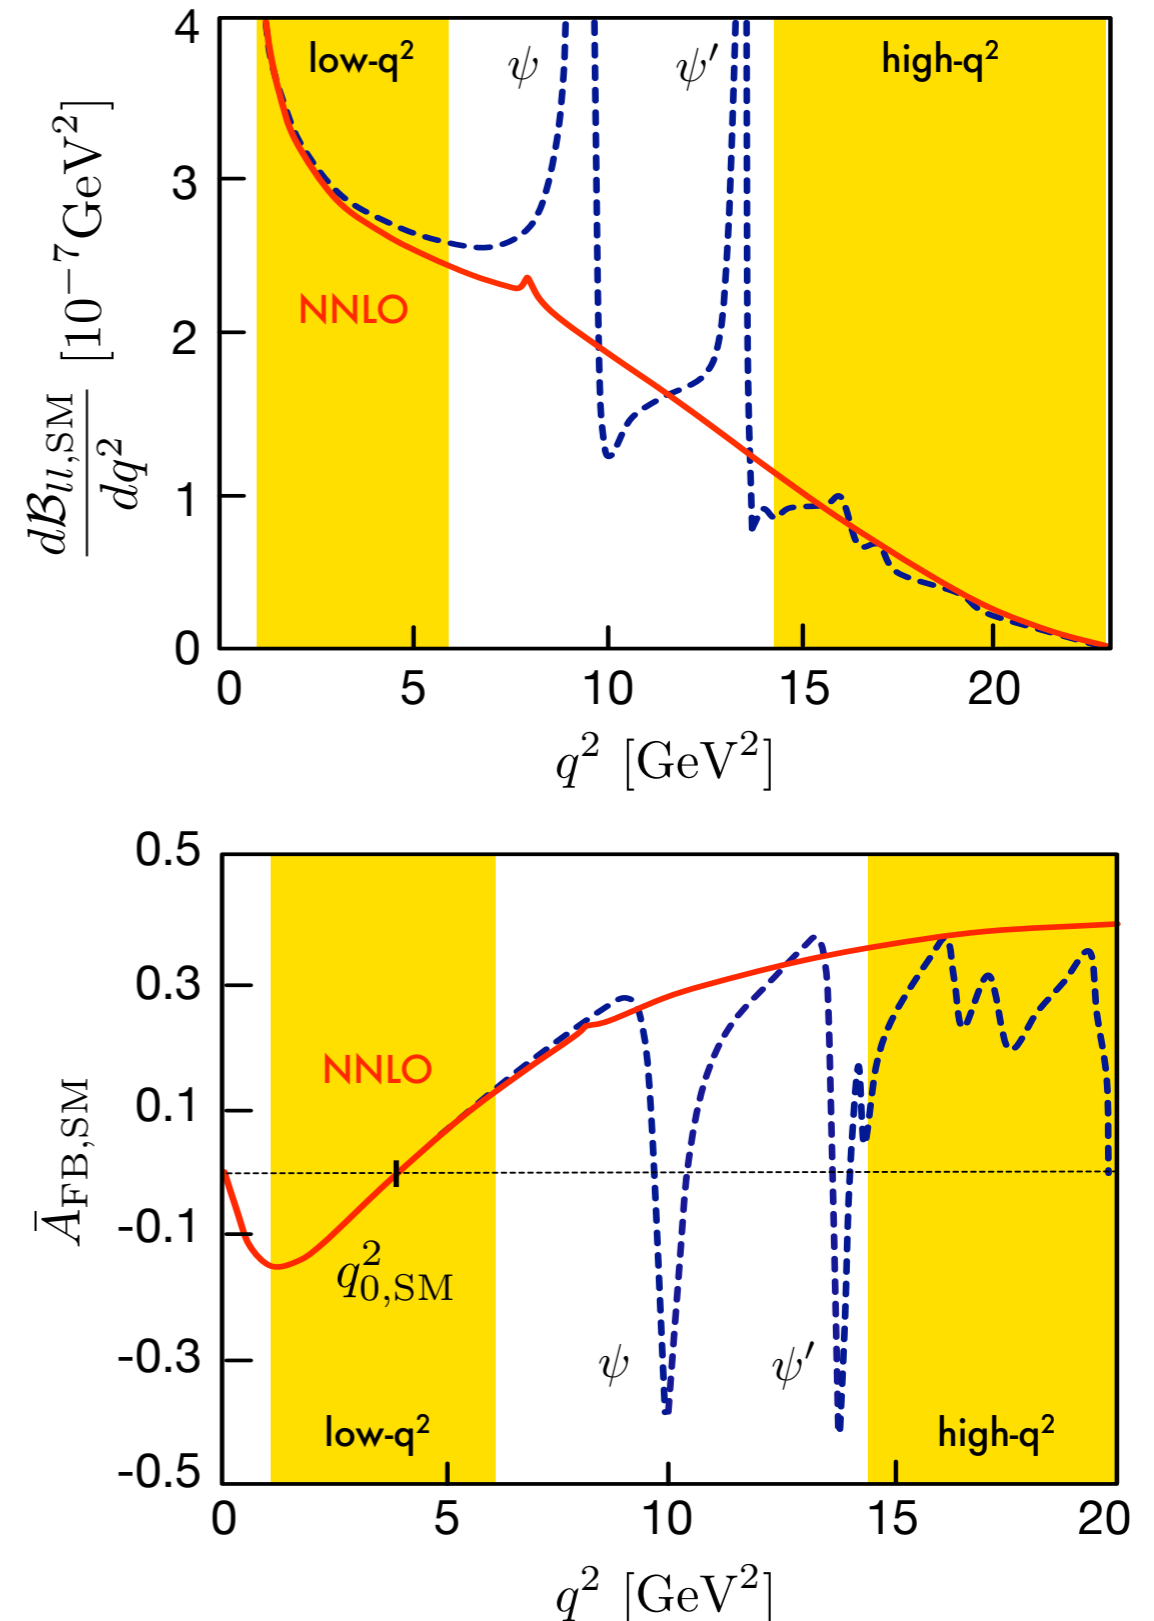 4
low-q²
ψ
ψ′
high-q²
3
NNLO
2
1
0
dB_{ll,SM}/dq² [10⁻⁷GeV²]
0 5 10 15 20
q² [GeV²]
0.5
0.3
NNLO
0.1
-0.1
q²_{0,SM}
-0.3
ψ
ψ′
low-q²
high-q²
-0.5
Ā_{FB,SM}
0 5 10 15 20
q² [GeV²]